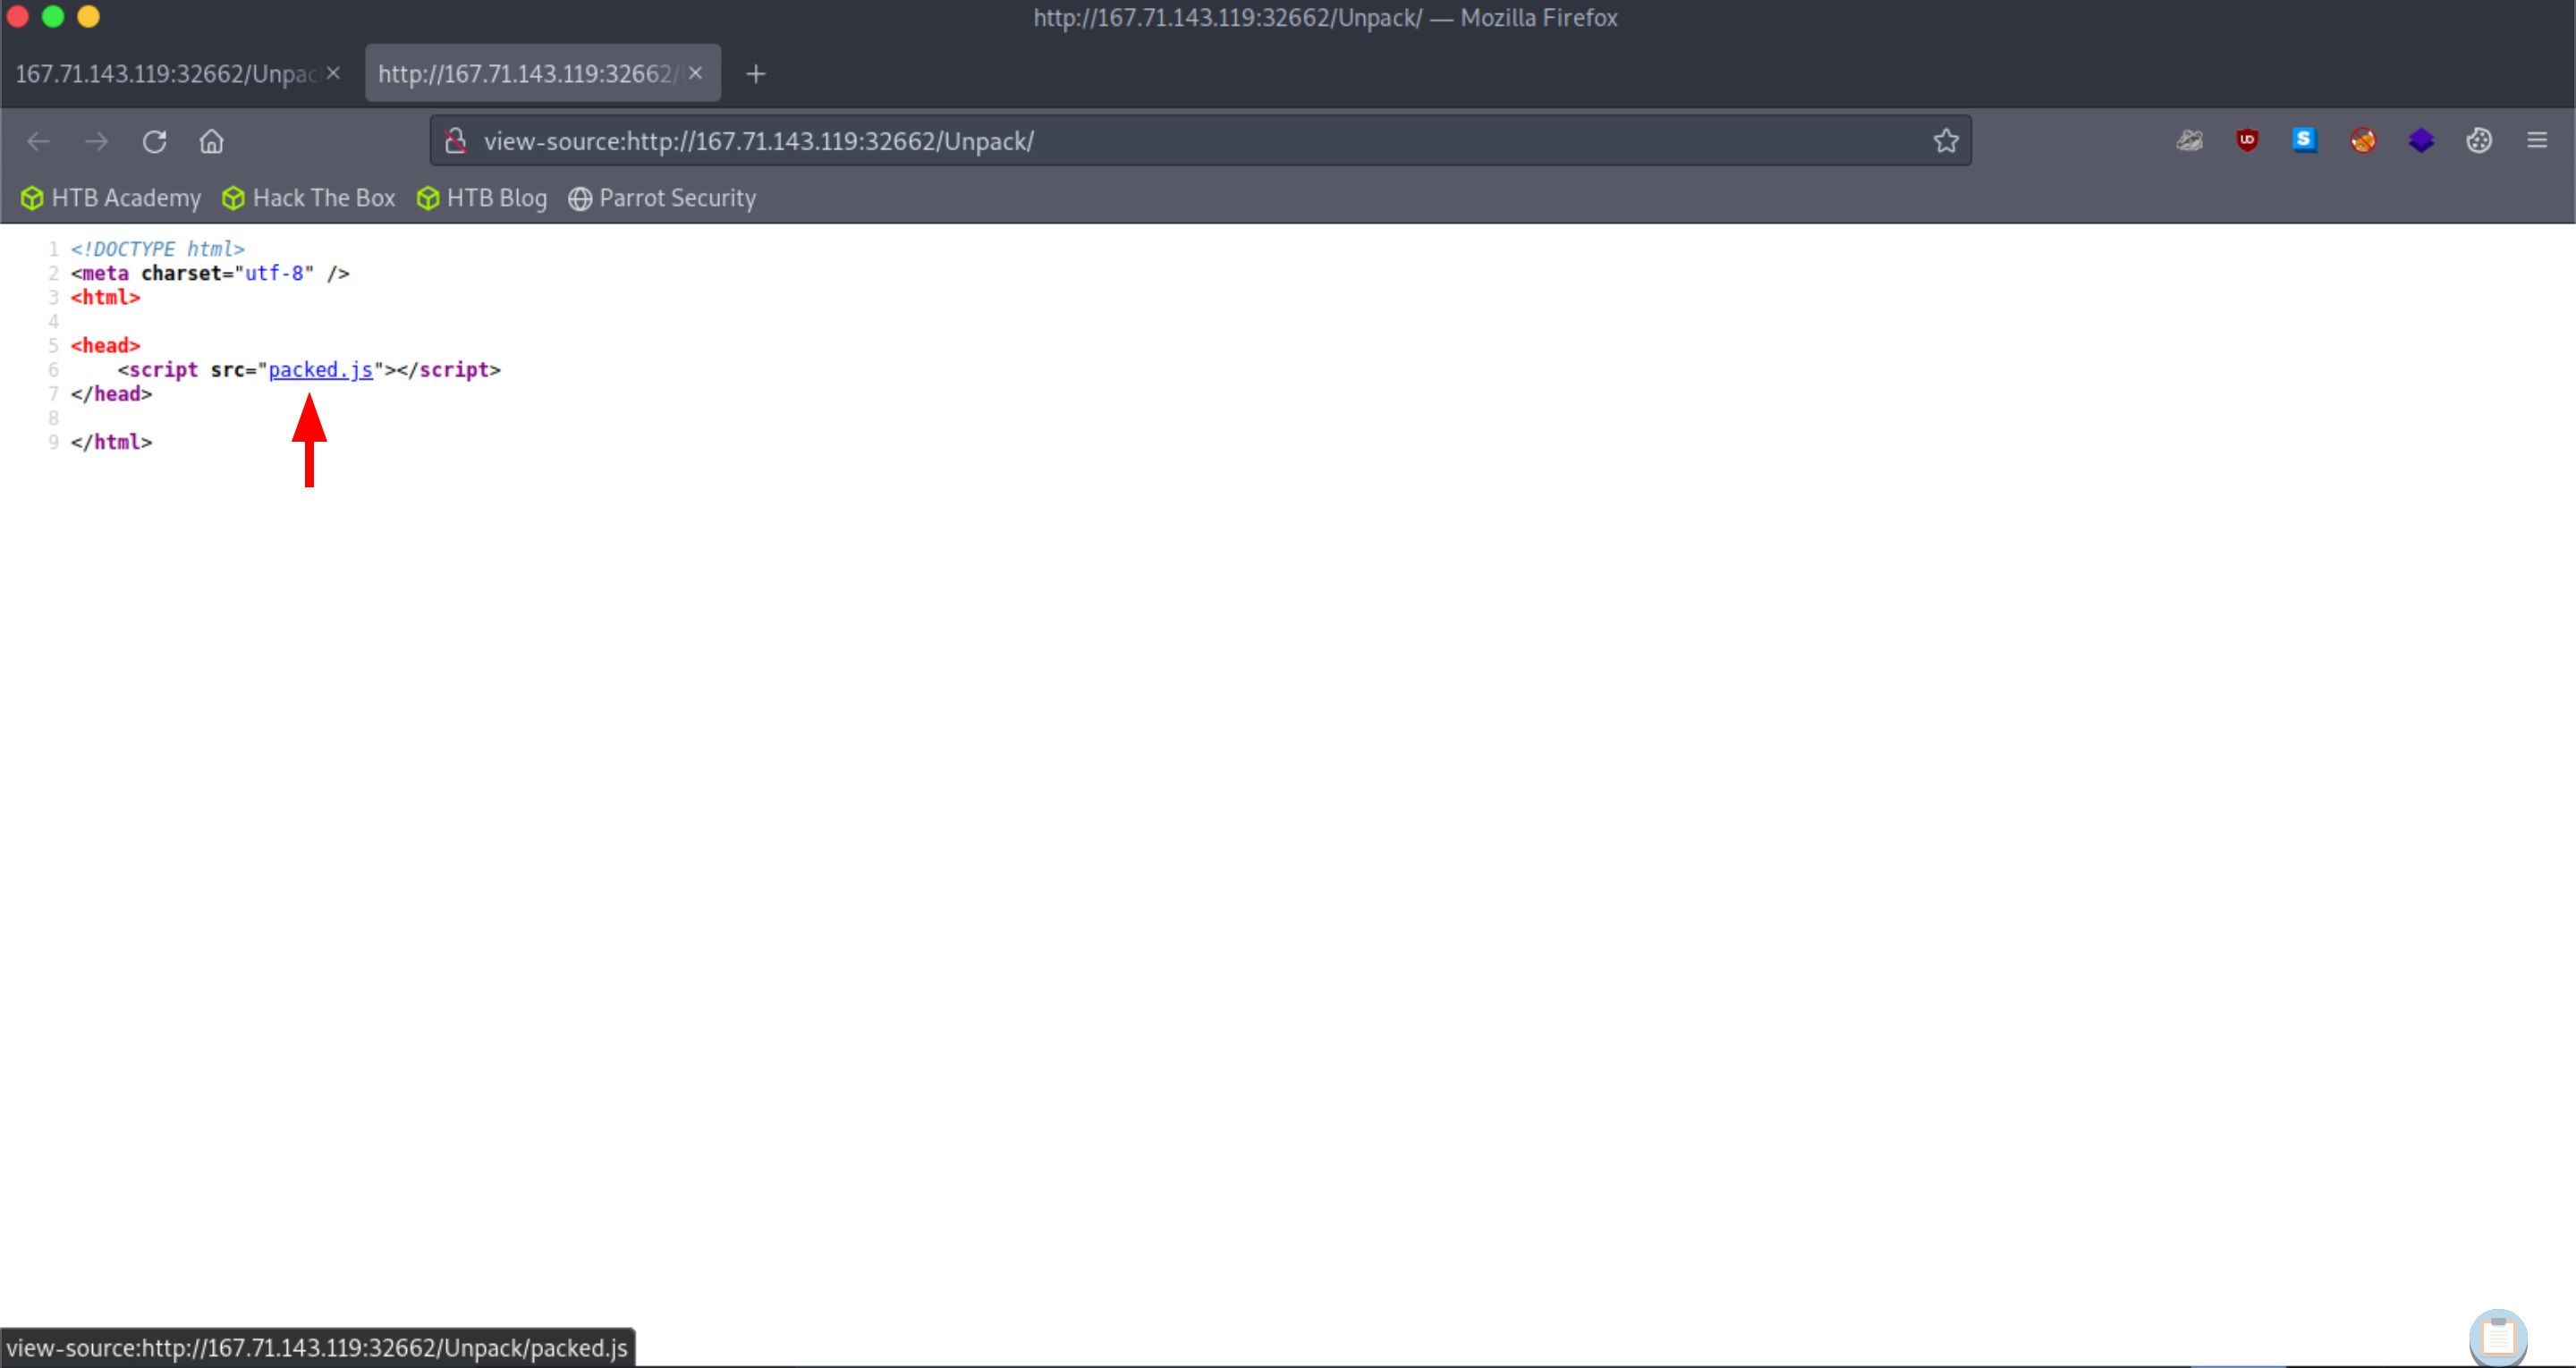 http://167.71.143.119:32662/Unpack/ — Mozilla Firefox
167.71.143.119:32662/Unpac
http://167.71.143.119:32662/
view-source:http://167.71.143.119:32662/Unpack/
HTB Academy Hack The Box HTB Blog Parrot Security
1 <!DOCTYPE html>
2 <meta charset="utf-8" />
3 <html>
4
5 <head>
6     <script src="packed.js"></script>
7 </head>
8
9 </html>
view-source:http://167.71.143.119:32662/Unpack/packed.js